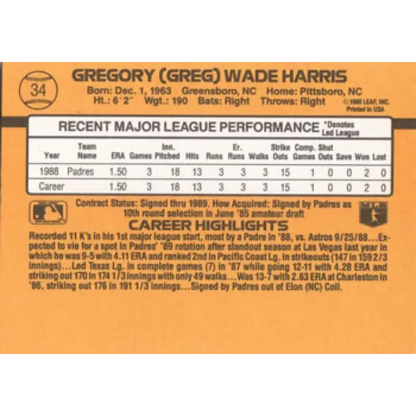 34
GREGORY (GREG) WADE HARRIS
Born: Dec. 1, 1963 Greensboro, NC Home: Pittsboro, NC
Ht.: 6'2" Wgt.: 190 Bats: Right Throws: Right
© 1988 LEAF, INC.
Printed in USA
RECENT MAJOR LEAGUE PERFORMANCE *Denotes Led League
Year Team Name ERA Games Inn. Pitched Hits Runs Er. Runs Walks Strike Outs Comp. Games Shut Outs Save Won Lost
1988 Padres 1.50 3 18 13 3 3 3 15 1 0 0 2 0
Career 1.50 3 18 13 3 3 3 15 1 0 0 2 0
Contract Status: Signed thru 1989. How Acquired: Signed by Padres as
10th round selection in June '85 amateur draft
CAREER HIGHLIGHTS
Recorded 11 K's in his 1st major league start, most by a Padre in '88, vs. Astros 9/25/88...
Expected to vie for a spot in Padres' '89 rotation after standout season at Las Vegas last year in
which he was 9-5 with 4.11 ERA and ranked 2nd in Pacific Coast Lg. in strikeouts (147 in 159 2/3
innings)...Led Texas Lg. in complete games (7) in '87 while going 12-11 with 4.28 ERA and
striking out 170 in 174 1/3 innings with only 49 walks...Was 13-7 with 2.63 ERA at Charleston in
'86, striking out 176 in 191 1/3 innings...Signed by Padres out of Elon (NC) Coll.